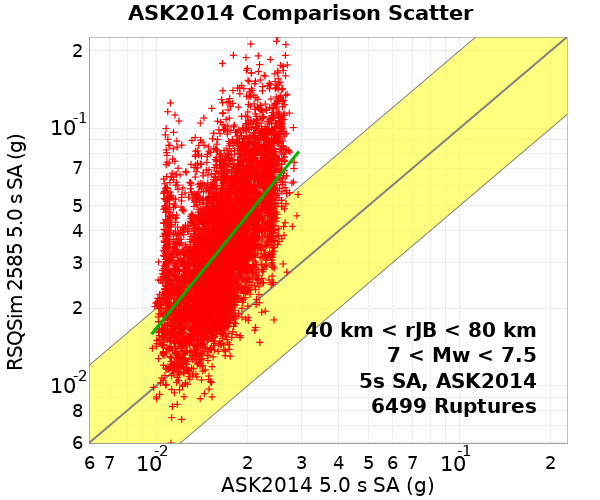 ASK2014 Comparison Scatter
RSQSim 2585 5.0 s SA (g)
2
10-1
7
5
4
3
2
10-2
8
6
40 km < rJB < 80 km
7 < Mw < 7.5
5s SA, ASK2014
6499 Ruptures
6 7 10-2 2 3 4 5 6 7 10-1 2
ASK2014 5.0 s SA (g)